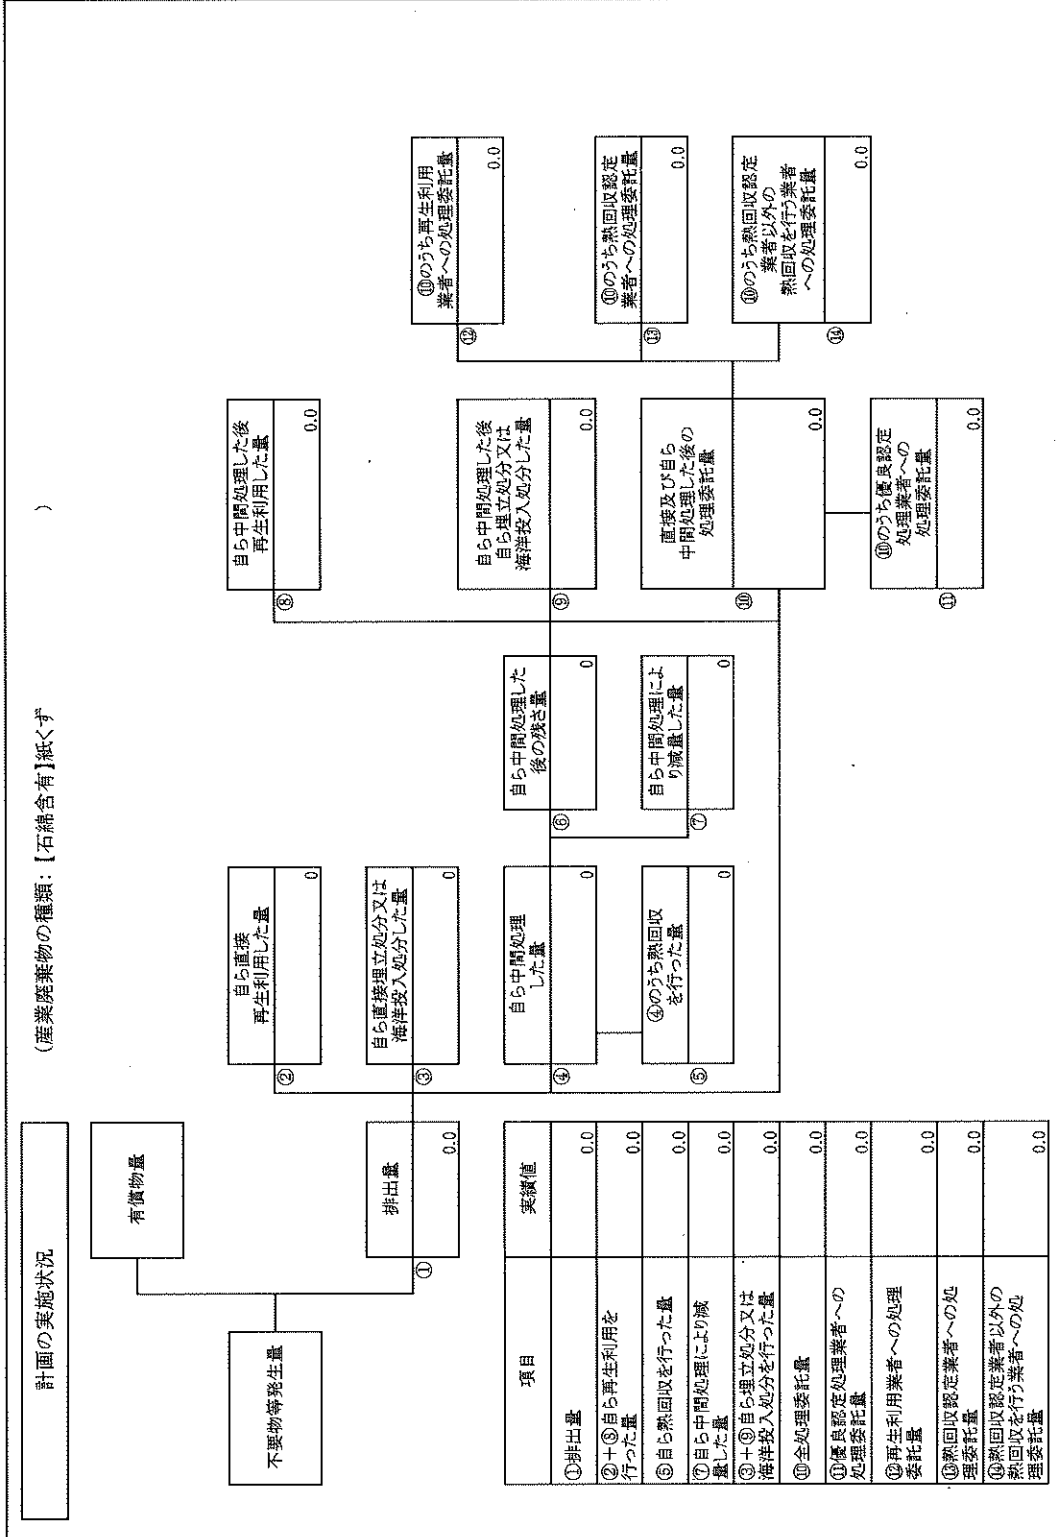 計画の実施状況
(産業廃棄物の種類：【石綿含有】紙くず )
不要物等発生量
有償物量
①
排出量
0.0
②
自ら直接
再生利用した量
0
③
自ら直接埋立処分又は
海洋投入処分した量
0
④
自ら中間処理
した量
0
⑤
④のうち熱回収
を行った量
0
⑥
自ら中間処理した
後の残さ量
0
⑦
自ら中間処理によ
り減量した量
0
⑧
自ら中間処理した後
再生利用した量
0.0
⑨
自ら中間処理した後
自ら埋立処分又は
海洋投入処分した量
0.0
⑩
直接及び自ら
中間処理した後の
処理委託量
0.0
⑪
⑩のうち優良認定
処理業者への
処理委託量
0.0
⑫
⑩のうち再生利用
業者への処理委託量
0.0
⑬
⑩のうち熱回収認定
業者への処理委託量
0.0
⑭
⑩のうち熱回収認定
業者以外の
熱回収を行う業者
への処理委託量
0.0
項目 実績値
①排出量 0.0
②+⑧自ら再生利用を
行った量 0.0
⑤自ら熱回収を行った量 0.0
⑦自ら中間処理により減
量した量 0.0
③+⑨自ら埋立処分又は
海洋投入処分を行った量 0.0
⑩全処理委託量 0.0
⑪優良認定処理業者への
処理委託量 0.0
⑫再生利用業者への処理
委託量 0.0
⑬熱回収認定業者への処
理委託量 0.0
⑭熱回収認定業者以外の
熱回収を行う業者への処
理委託量 0.0